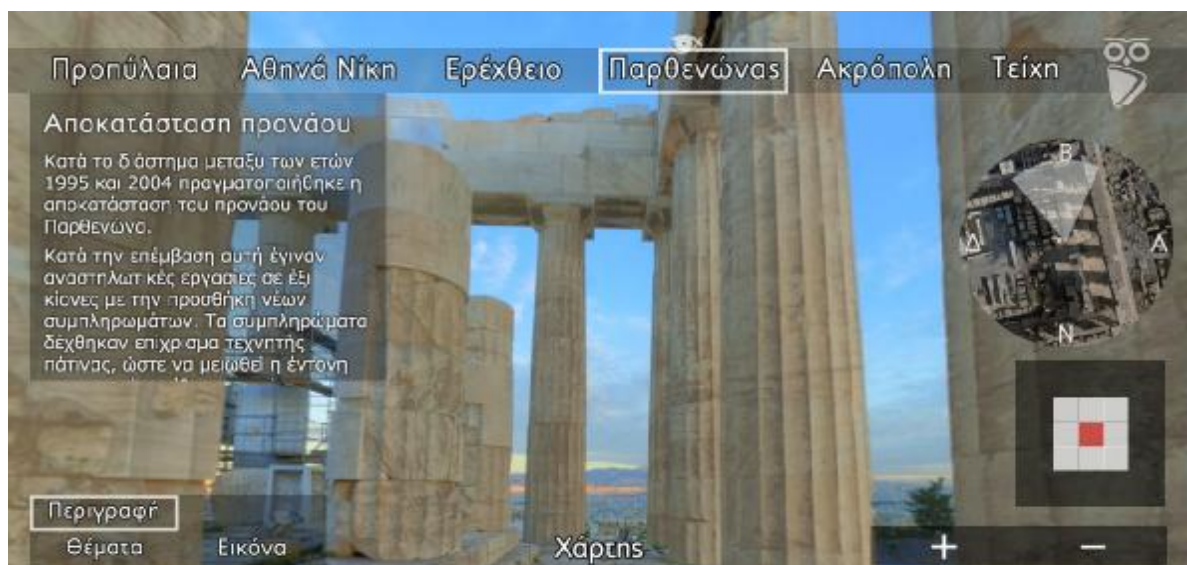 Προπύλαια Αθηνά Νίκη Ερέχθειο Παρθενώνας Ακρόπολη Τείχη
Αποκατάσταση προνάου
Κατά το διάστημα μεταξύ των ετών
1995 και 2004 πραγματοποιήθηκε η
αποκατάσταση του προνάου του
Παρθενώνα.
Κατά την επέμβαση αυτή έγιναν
αναστηλωτικές εργασίες σε έξι
κίονες με την προσθήκη νέων
συμπληρωμάτων. Τα συμπληρώματα
δέχθηκαν επίχρισμα τεχνητής
πάτινας, ώστε να μειωθεί η έντονη
Β
Δ Α
Ν
Περιγραφή
Θέματα Εικόνα Χάρτης + −